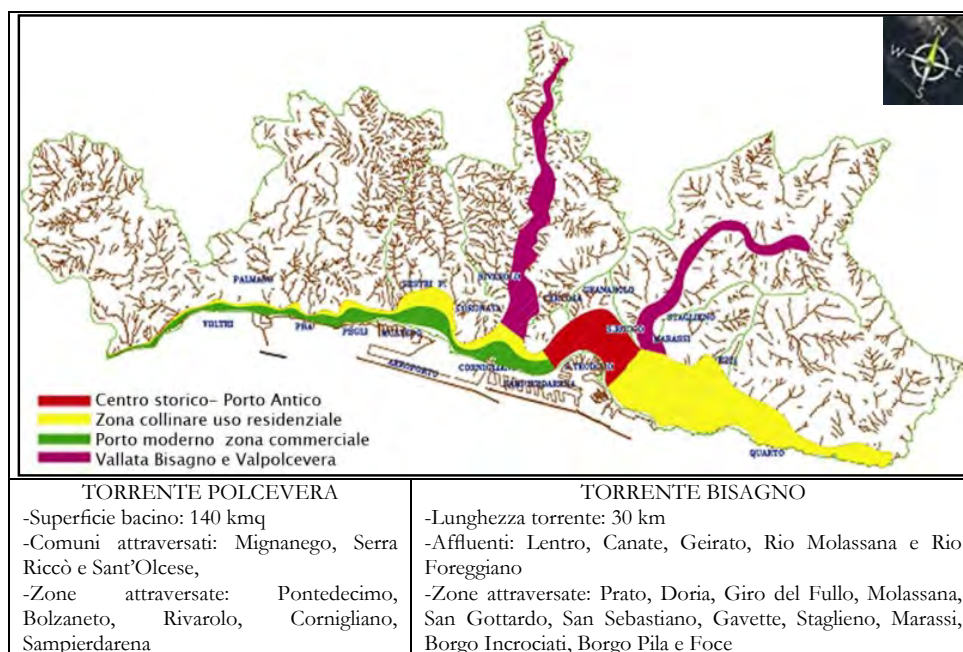 N
W
E
S
PALMARO
VOLTRI
PRA
PEGLI
MULTEDO
SESTRI
RIVAROLO
CORONATA
CERTOSA
GRANAROLO
AEROPORTO
CORNIGLIANO
SAMPIERDARENA
S.TEODORO
STAGLIENO
MARASSI
QUARTO
Centro storico- Porto Antico
Zona collinare uso residenziale
Porto moderno zona commerciale
Vallata Bisagno e Valpolcevera
TORRENTE POLCEVERA
-Superficie bacino: 140 kmq
-Comuni attraversati: Mignanego, Serra
Riccò e Sant'Olcese,
-Zone attraversate: Pontedecimo,
Bolzaneto, Rivarolo, Cornigliano,
Sampierdarena
TORRENTE BISAGNO
-Lunghezza torrente: 30 km
-Affluenti: Lentro, Canate, Geirato, Rio Molassana e Rio
Foreggiano
-Zone attraversate: Prato, Doria, Giro del Fullo, Molassana,
San Gottardo, San Sebastiano, Gavette, Staglieno, Marassi,
Borgo Incrociati, Borgo Pila e Foce